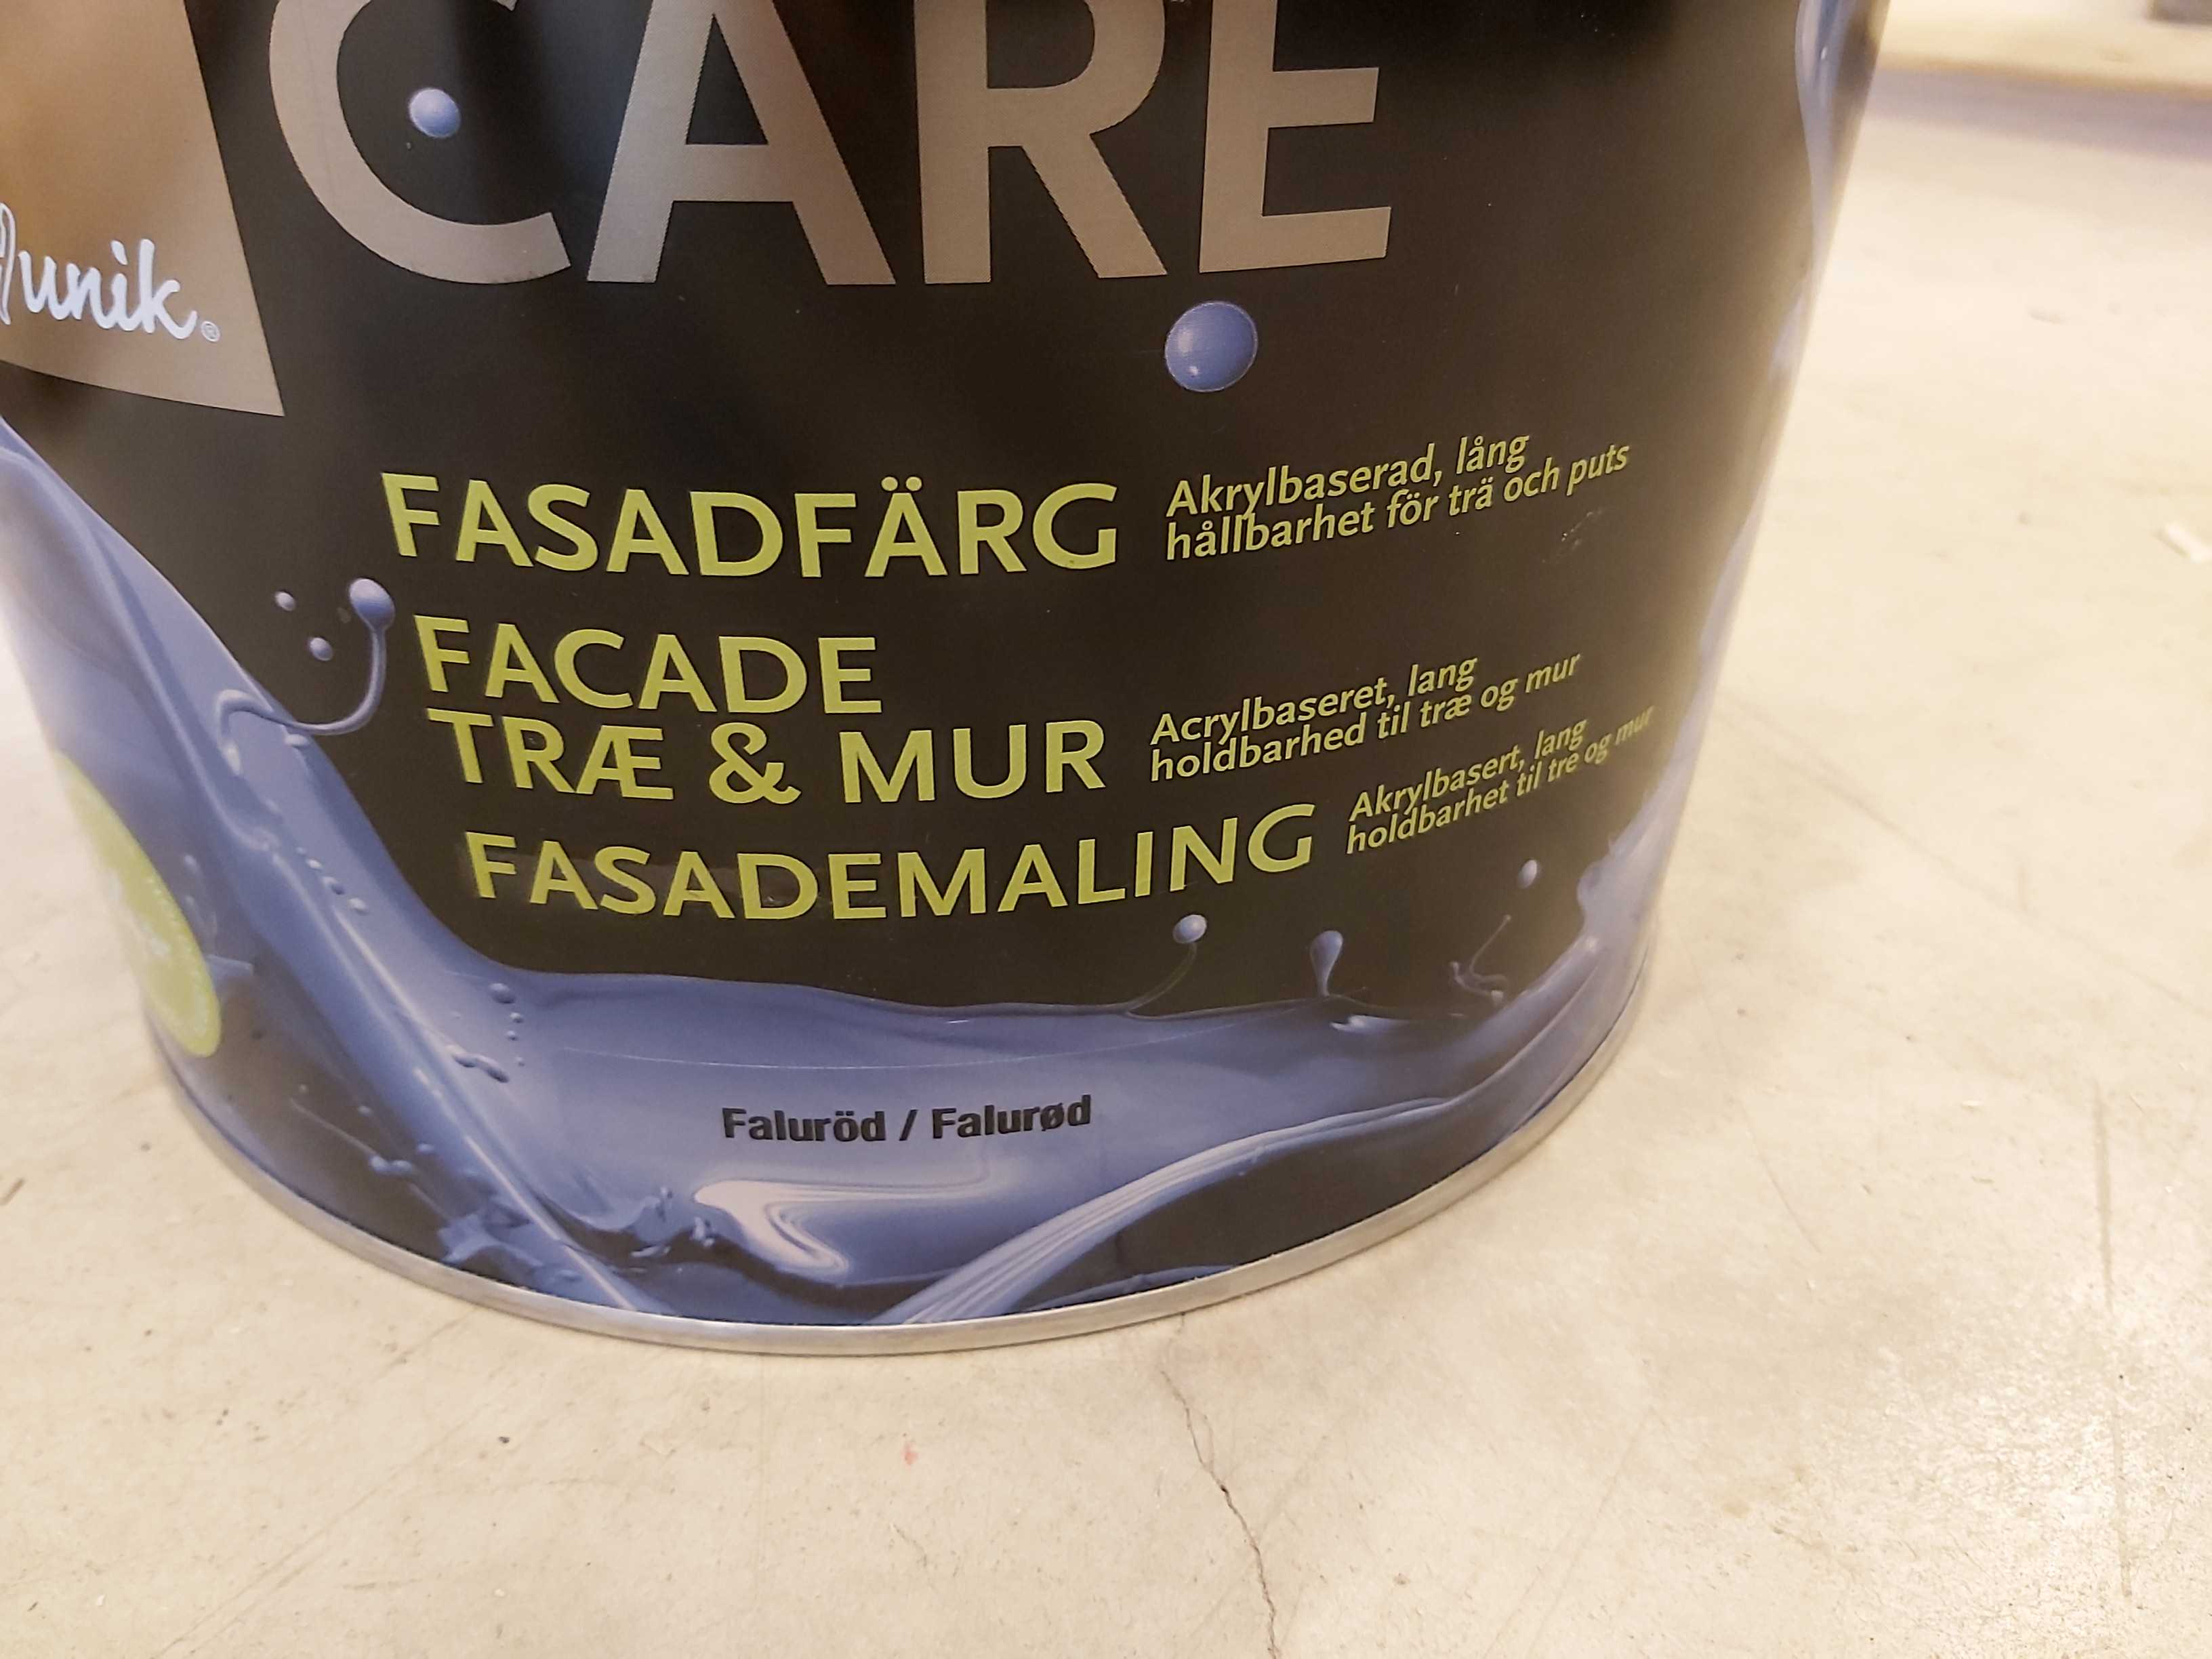 CARE
unik®
FASADFÄRG
Akrylbaserad, lång
hållbarhet för trä och puts
FACADE
TRÆ & MUR
Acrylbaseret, lang
holdbarhed til træ og mur
FASADEMALING
Akrylbasert, lang
holdbarhet til tre og mur
Faluröd / Falurød